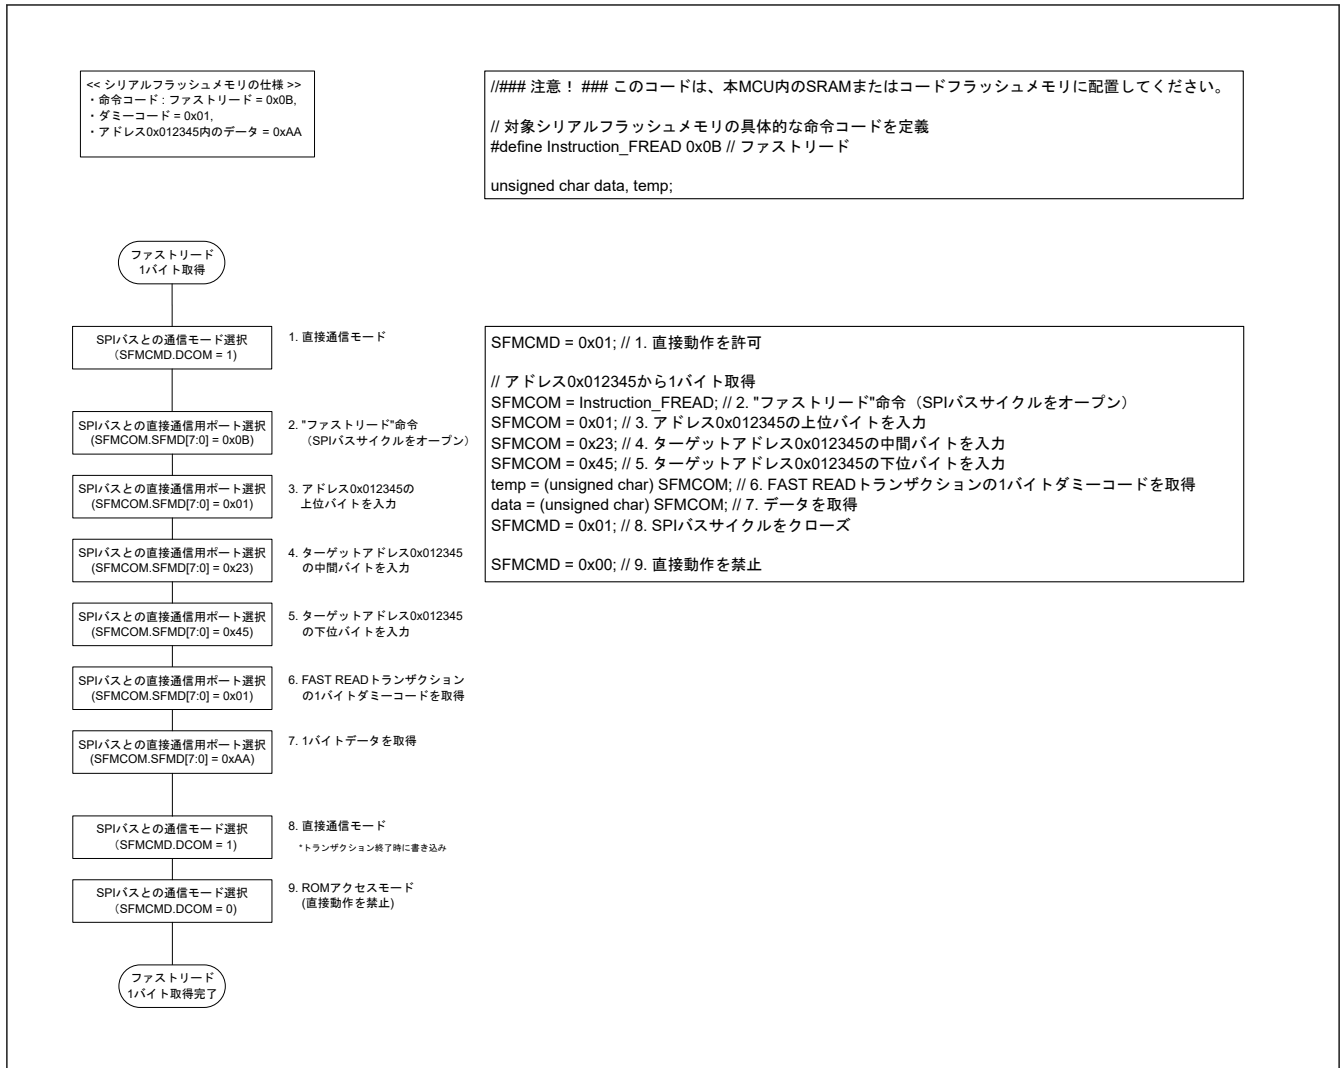 << シリアルフラッシュメモリの仕様 >>
・命令コード : ファストリード = 0x0B,
・ダミーコード = 0x01,
・アドレス0x012345内のデータ = 0xAA
//### 注意！ ### このコードは、本MCU内のSRAMまたはコードフラッシュメモリに配置してください。
// 対象シリアルフラッシュメモリの具体的な命令コードを定義
#define Instruction_FREAD 0x0B // ファストリード
unsigned char data, temp;
ファストリード
1バイト取得
SPIバスとの通信モード選択
（SFMCMD.DCOM = 1)
1. 直接通信モード
SPIバスとの直接通信用ポート選択
(SFMCOM.SFMD[7:0] = 0x0B)
2. "ファストリード"命令
（SPIバスサイクルをオープン）
SPIバスとの直接通信用ポート選択
(SFMCOM.SFMD[7:0] = 0x01)
3. アドレス0x012345の
上位バイトを入力
SPIバスとの直接通信用ポート選択
(SFMCOM.SFMD[7:0] = 0x23)
4. ターゲットアドレス0x012345
の中間バイトを入力
SPIバスとの直接通信用ポート選択
(SFMCOM.SFMD[7:0] = 0x45)
5. ターゲットアドレス0x012345
の下位バイトを入力
SPIバスとの直接通信用ポート選択
(SFMCOM.SFMD[7:0] = 0x01)
6. FAST READトランザクション
の1バイトダミーコードを取得
SPIバスとの直接通信用ポート選択
(SFMCOM.SFMD[7:0] = 0xAA)
7. 1バイトデータを取得
SPIバスとの通信モード選択
（SFMCMD.DCOM = 1)
8. 直接通信モード
*トランザクション終了時に書き込み
SPIバスとの通信モード選択
（SFMCMD.DCOM = 0)
9. ROMアクセスモード
(直接動作を禁止)
ファストリード
1バイト取得完了
SFMCMD = 0x01; // 1. 直接動作を許可
// アドレス0x012345から1バイト取得
SFMCOM = Instruction_FREAD; // 2. "ファストリード"命令（SPIバスサイクルをオープン）
SFMCOM = 0x01; // 3. アドレス0x012345の上位バイトを入力
SFMCOM = 0x23; // 4. ターゲットアドレス0x012345の中間バイトを入力
SFMCOM = 0x45; // 5. ターゲットアドレス0x012345の下位バイトを入力
temp = (unsigned char) SFMCOM; // 6. FAST READトランザクションの1バイトダミーコードを取得
data = (unsigned char) SFMCOM; // 7. データを取得
SFMCMD = 0x01; // 8. SPIバスサイクルをクローズ
SFMCMD = 0x00; // 9. 直接動作を禁止